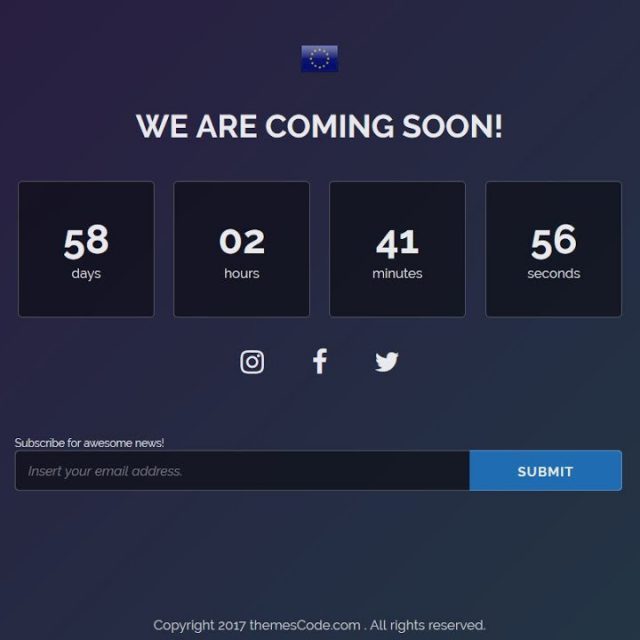 WE ARE COMING SOON!
58 02 41 56
days hours minutes seconds
Subscribe for awesome news!
Insert your email address. SUBMIT
Copyright 2017 themesCode.com . All rights reserved.